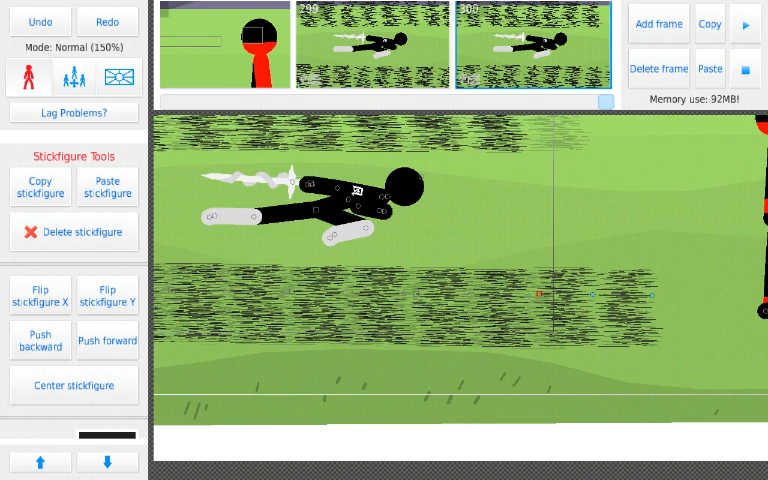 Undo
Redo
Mode: Normal (150%)
Lag Problems?
Stickfigure Tools
Copy
stickfigure
Paste
stickfigure
Delete stickfigure
Flip
stickfigure X
Flip
stickfigure Y
Push
backward
Push forward
Center stickfigure
299
300
Add frame
Copy
Delete frame
Paste
Memory use: 92MB!